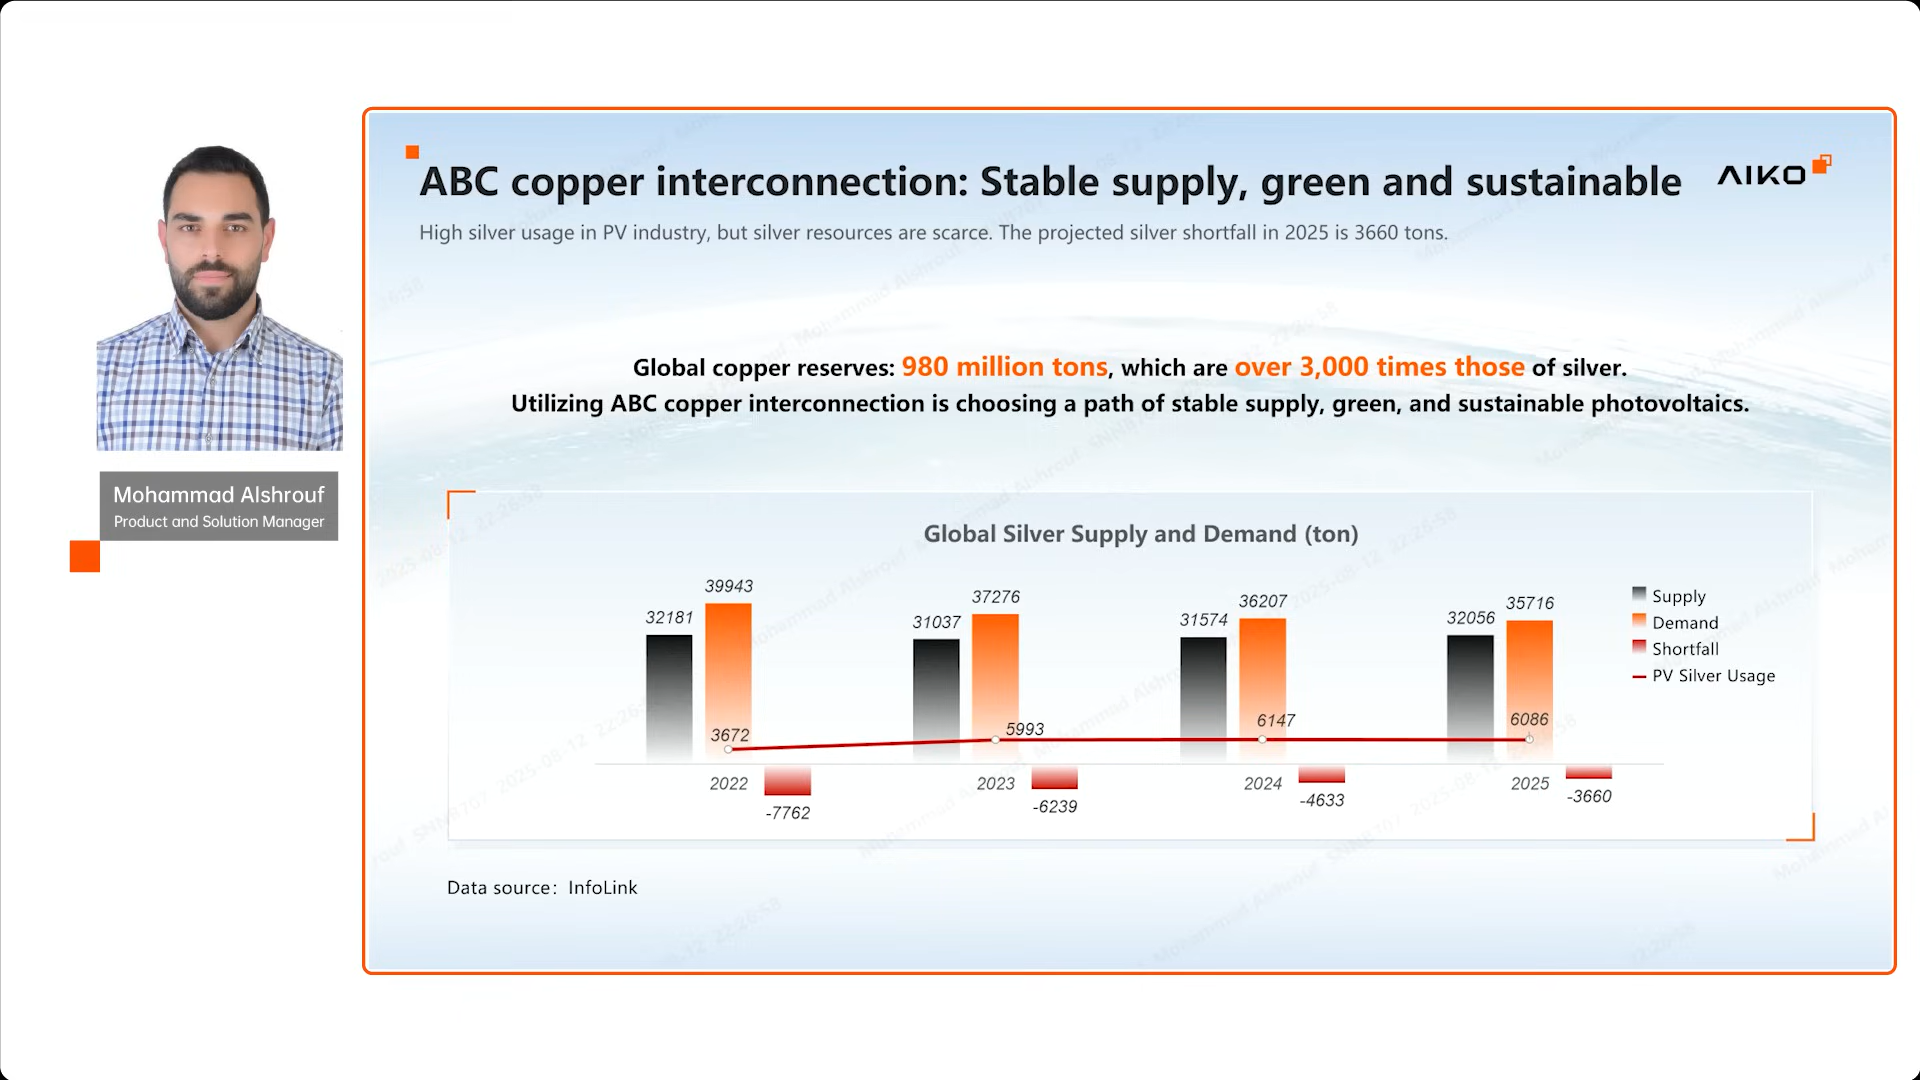 Mohammad Alshrouf
Product and Solution Manager
ABC copper interconnection: Stable supply, green and sustainable
AIKO
High silver usage in PV industry, but silver resources are scarce. The projected silver shortfall in 2025 is 3660 tons.
Global copper reserves: 980 million tons, which are over 3,000 times those of silver.
Utilizing ABC copper interconnection is choosing a path of stable supply, green, and sustainable photovoltaics.
Global Silver Supply and Demand (ton)
32181 39943 31037 37276 31574 36207 32056 35716
Supply
Demand
Shortfall
PV Silver Usage
3672 5993 6147 6086
2022 2023 2024 2025
-7762 -6239 -4633 -3660
Data source: InfoLink